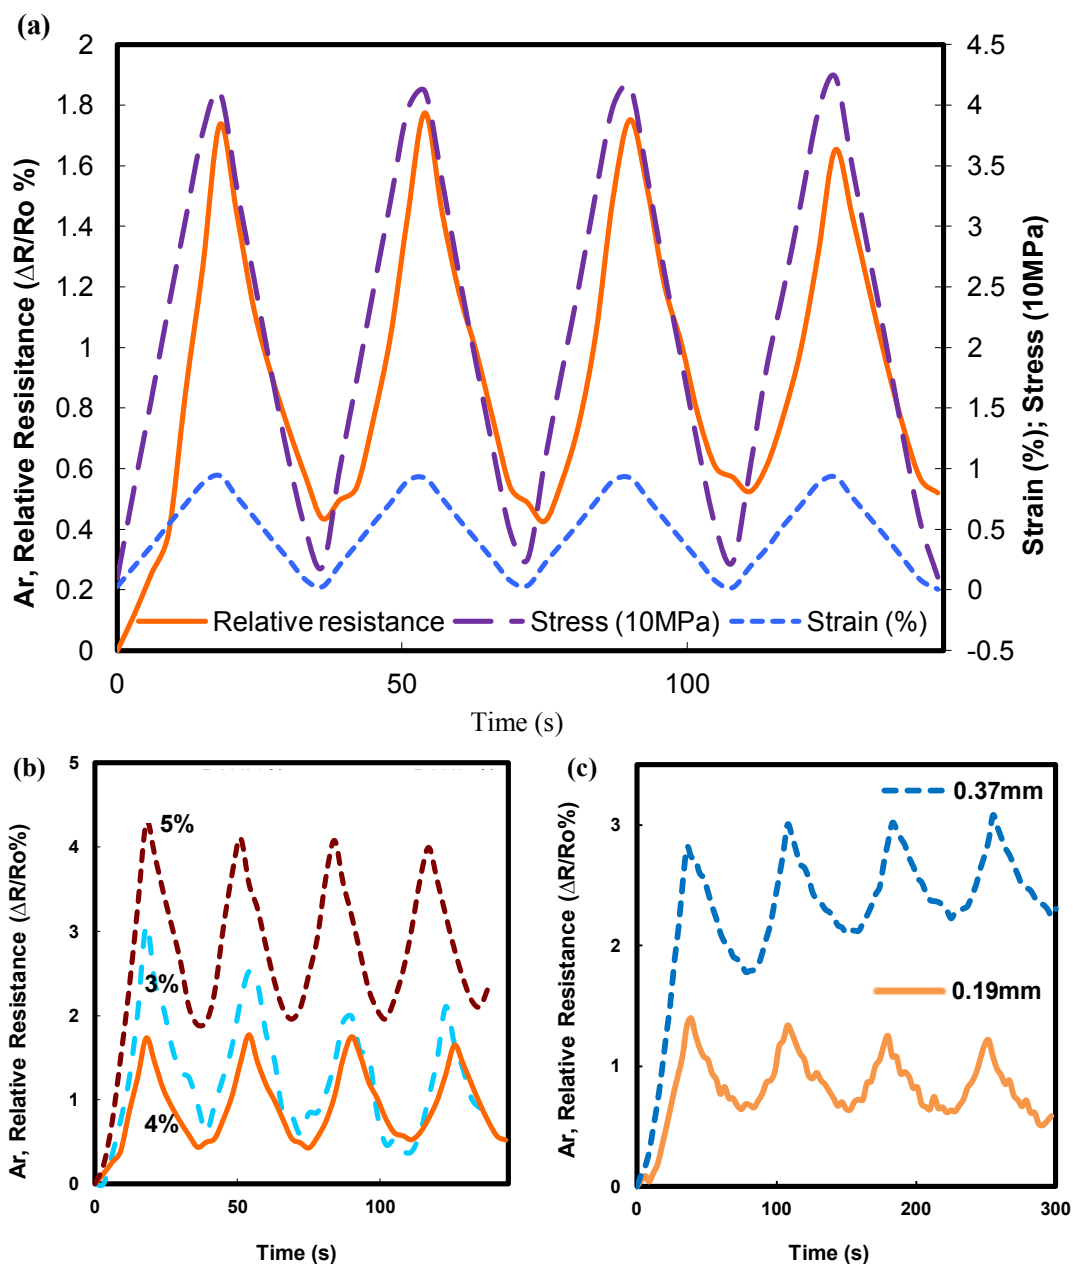 (a)
2
1.8
1.6
1.4
1.2
1
0.8
0.6
0.4
0.2
0
Ar, Relative Resisitance (ΔR/Ro %)
4.5
4
3.5
3
2.5
2
1.5
1
0.5
0
-0.5
Strain (%); Stress (10MPa)
Relative resistance Stress (10MPa) Strain (%)
0 50 100
Time (s)
(b)
5
4
3
2
1
0
Ar, Relative Resistance (ΔR/Ro%)
5%
3%
4%
0 50 100
Time (s)
(c)
3
2
1
0
Ar, Relative Resistance (ΔR/Ro%)
0.37mm
0.19mm
0 100 200 300
Time (s)